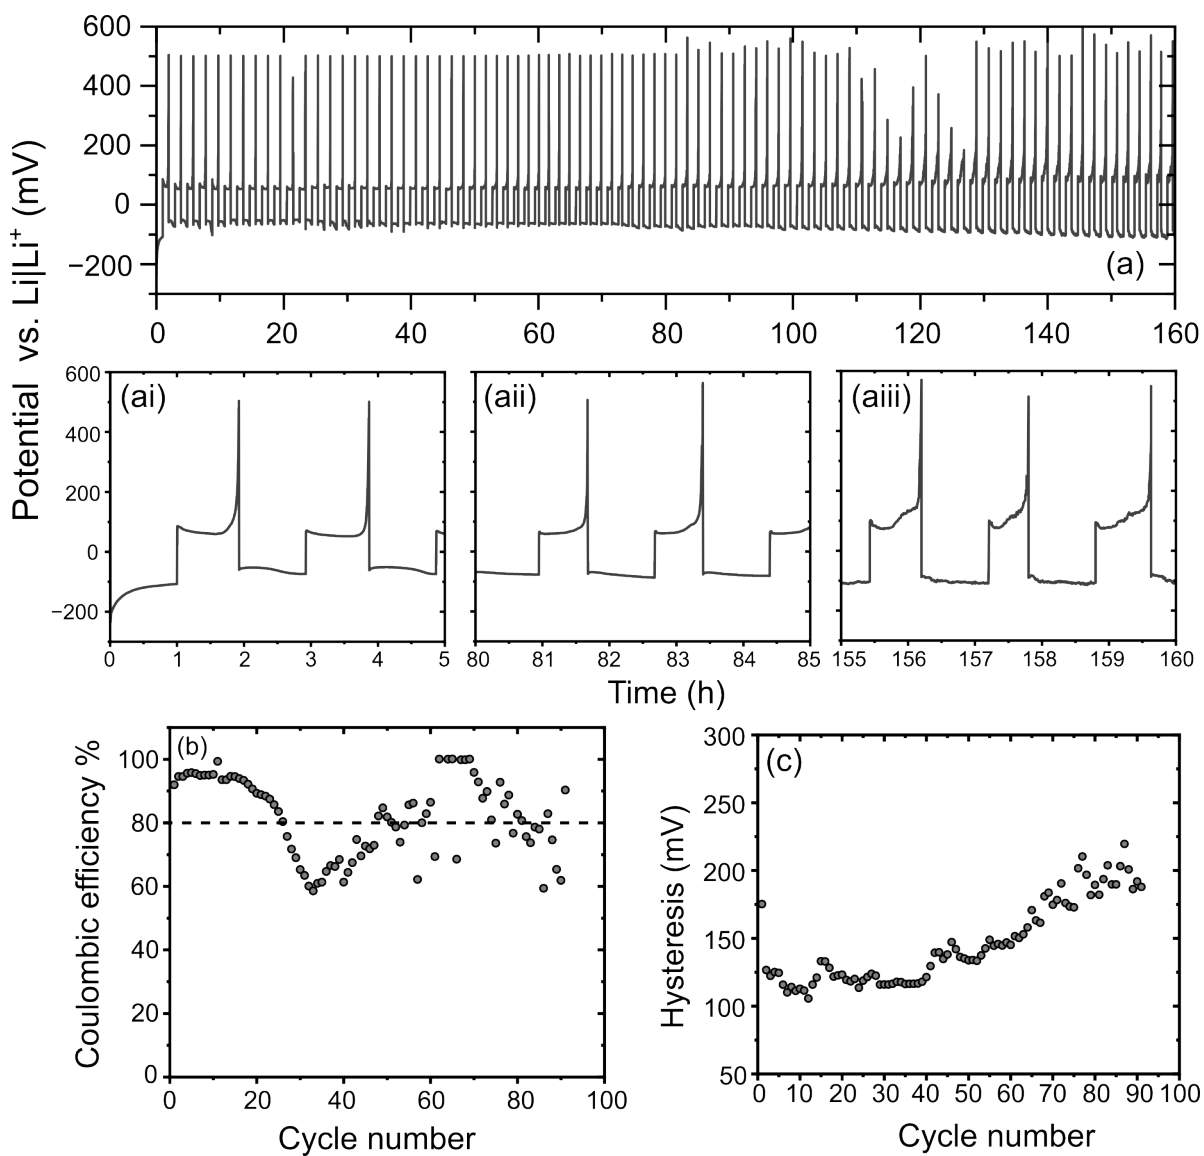 600
400
200
0
−200
(a)
0 20 40 60 80 100 120 140 160
Potential vs. Li|Li⁺ (mV)
600
400
200
0
−200
(ai)
0 1 2 3 4 5
(aii)
80 81 82 83 84 85
(aiii)
155 156 157 158 159 160
Time (h)
(b)
100
80
60
40
20
0
Coulombic efficiency %
0 20 40 60 80 100
Cycle number
(c)
300
250
200
150
100
50
Hysteresis (mV)
0 10 20 30 40 50 60 70 80 90 100
Cycle number